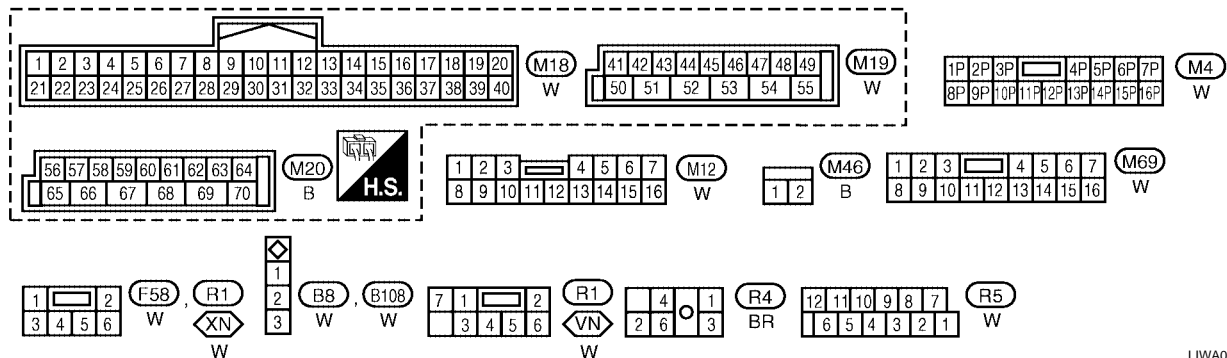 1 2 3 4 5 6 7 8 9 10 11 12 13 14 15 16 17 18 19 20 M18
21 22 23 24 25 26 27 28 29 30 31 32 33 34 35 36 37 38 39 40 W
41 42 43 44 45 46 47 48 49 M19
50 51 52 53 54 55 W
1P 2P 3P 4P 5P 6P 7P M4
8P 9P 10P 11P 12P 13P 14P 15P 16P W
56 57 58 59 60 61 62 63 64 M20
65 66 67 68 69 70 B
H.S.
1 2 3 4 5 6 7 M12
8 9 10 11 12 13 14 15 16 W
M46
1 2 B
1 2 3 4 5 6 7 M69
8 9 10 11 12 13 14 15 16 W
1 2 F58 , R1
3 4 5 6 W XN
W
1
2 B8 , B108
3 W W
7 1 2 R1
3 4 5 6 VN
W
4 1 R4
2 6 3 BR
12 11 10 9 8 7 R5
6 5 4 3 2 1 W